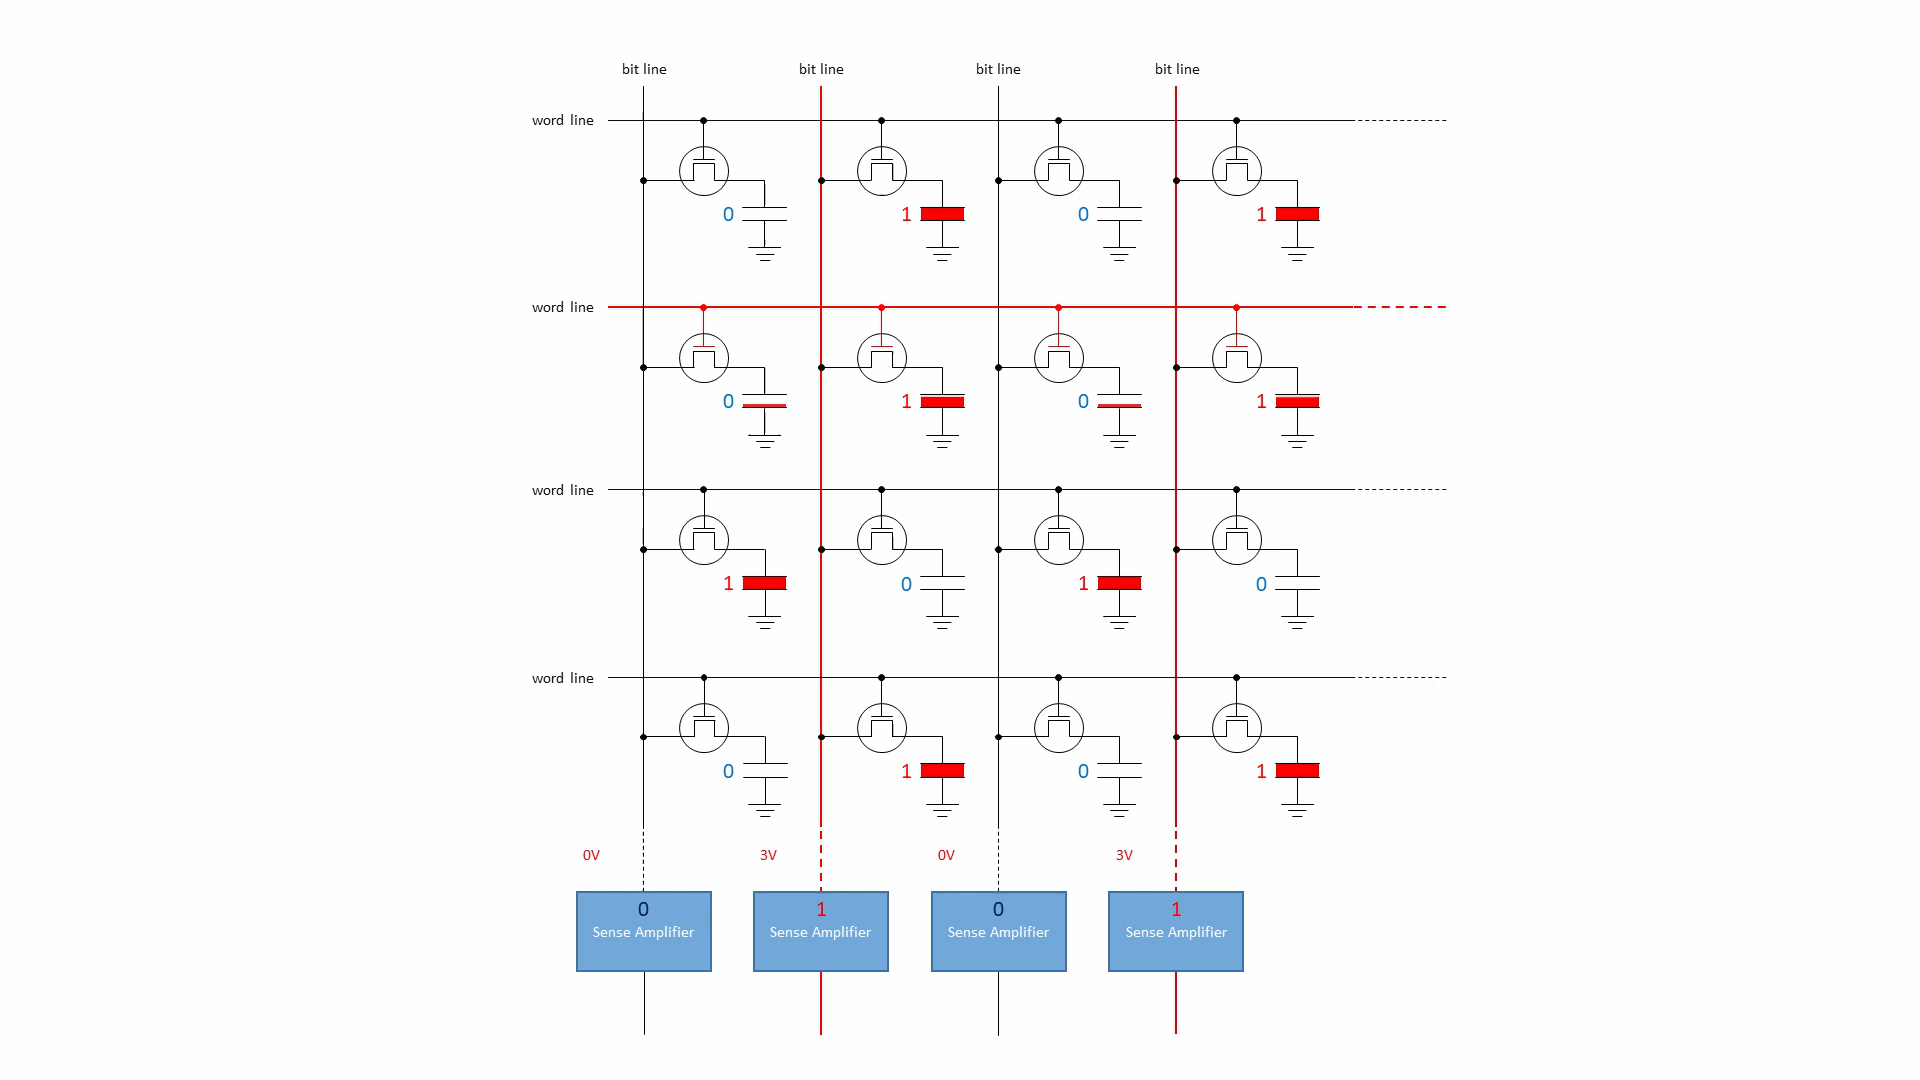 bit line bit line bit line bit line
word line
0 1 0 1
word line
0 1 0 1
word line
1 0 1 0
word line
0 1 0 1
0V 3V 0V 3V
0 1 0 1
Sense Amplifier Sense Amplifier Sense Amplifier Sense Amplifier